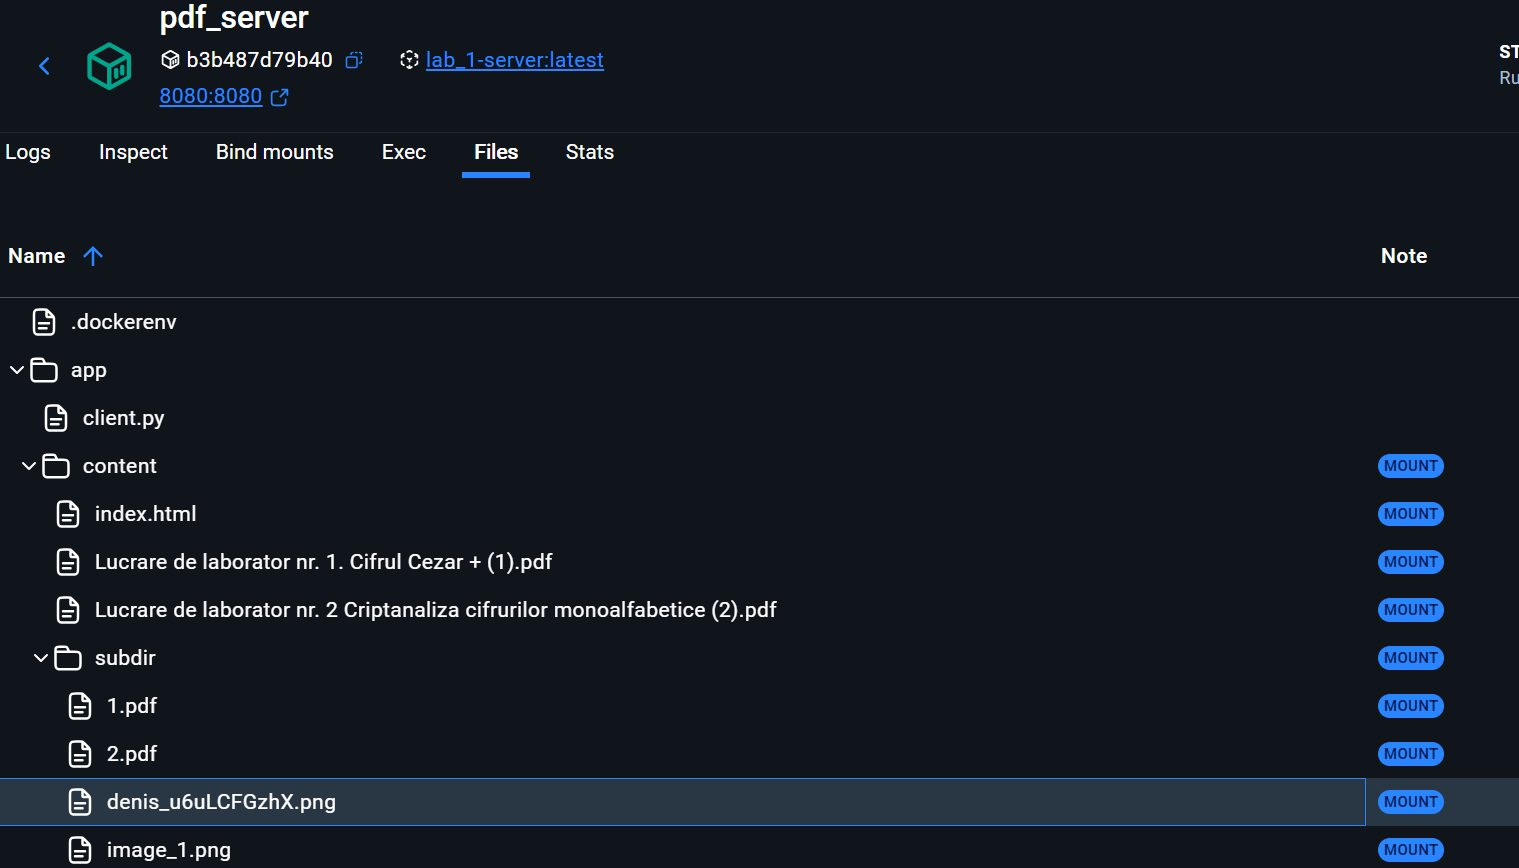 pdf_server
b3b487d79b40 lab_1-server:latest
ST
8080:8080
Ru
Logs Inspect Bind mounts Exec Files Stats
Name Note
.dockerenv
app
client.py
content MOUNT
index.html MOUNT
Lucrare de laborator nr. 1. Cifrul Cezar + (1).pdf MOUNT
Lucrare de laborator nr. 2 Criptanaliza cifrurilor monoalfabetice (2).pdf MOUNT
subdir MOUNT
1.pdf MOUNT
2.pdf MOUNT
denis_u6uLCFGzhX.png MOUNT
image_1.png MOUNT